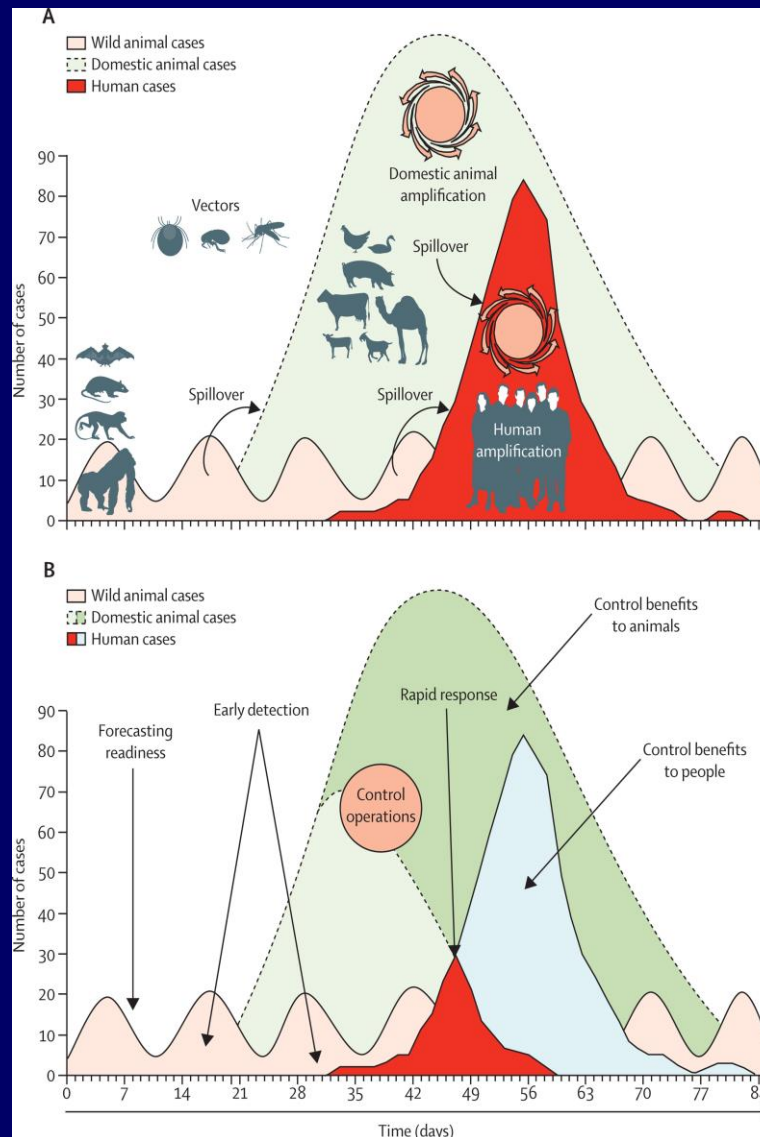 A
Wild animal cases
Domestic animal cases
Human cases
90
80
70
60
50
40
30
20
10
0
Number of cases
Vectors
Domestic animal
amplification
Spillover
Spillover
Spillover
Human
amplification
B
Wild animal cases
Domestic animal cases
Human cases
Control benefits
to animals
Rapid response
Early detection
Forecasting
readiness
Control benefits
to people
Control
operations
90
80
70
60
50
40
30
20
10
0
Number of cases
0 7 14 21 28 35 42 49 56 63 70 77
Time (days)